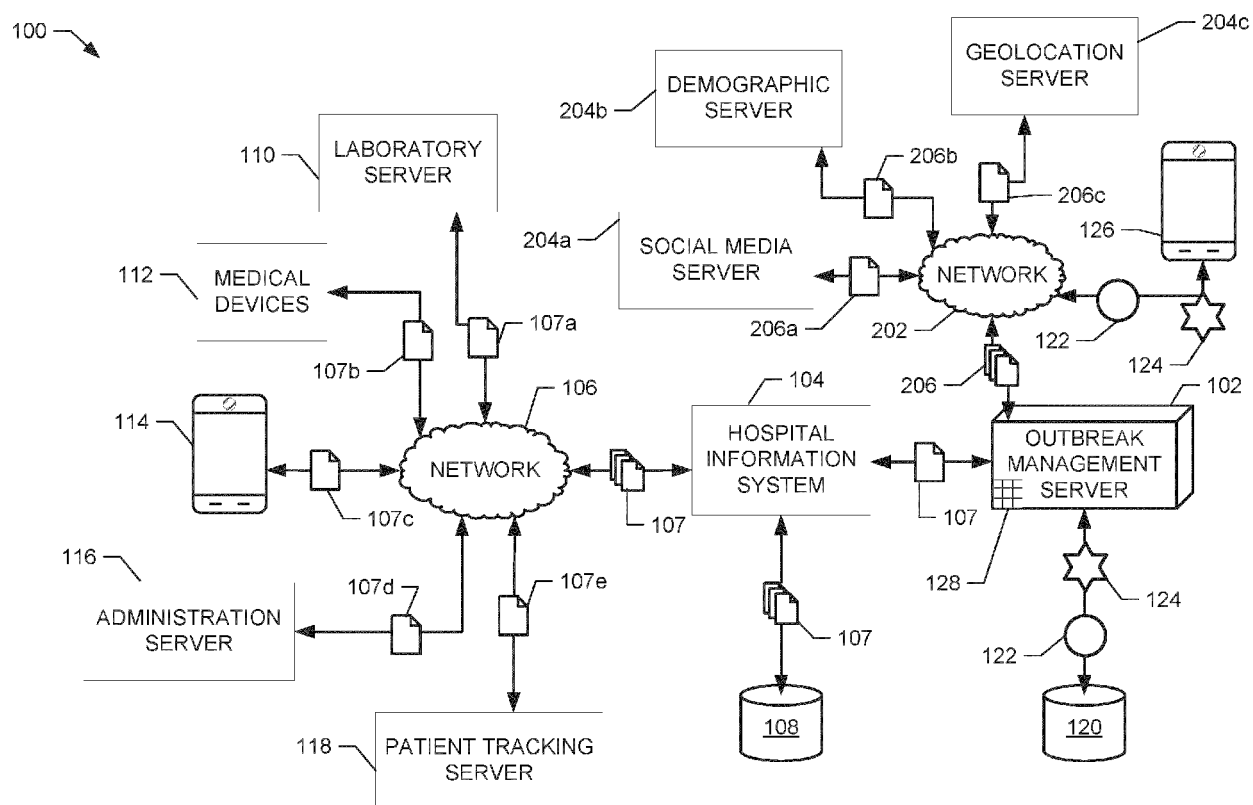 100
204c
GEOLOCATION
SERVER
DEMOGRAPHIC
SERVER
204b
110
LABORATORY
SERVER
206b
206c
126
204a
SOCIAL MEDIA
SERVER
NETWORK
112
MEDICAL
DEVICES
107a
206a
202
122
124
107b
106
104
206
102
114
NETWORK
HOSPITAL
INFORMATION
SYSTEM
OUTBREAK
MANAGEMENT
SERVER
107c
107
107
116
107d
107e
128
124
ADMINISTRATION
SERVER
107
122
108
120
118
PATIENT TRACKING
SERVER